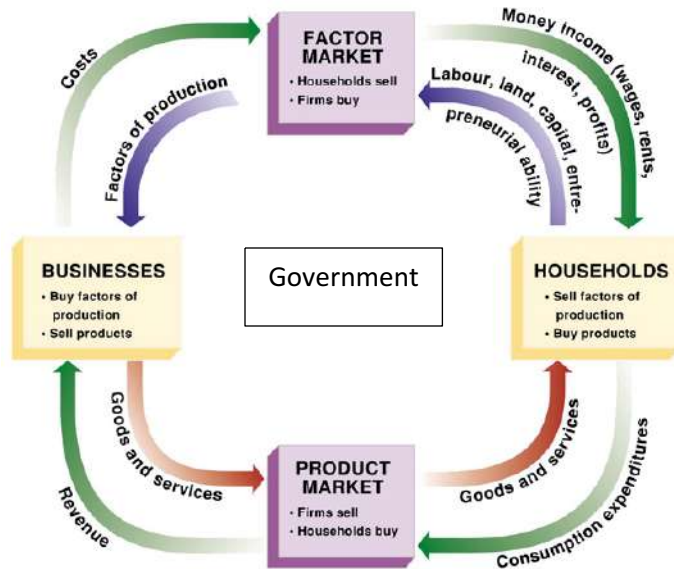 FACTOR
MARKET
• Households sell
• Firms buy
Costs
Factors of production
Money income (wages, rents,
interest, profits)
Labour, land, capital, entre-
preneurial ability
BUSINESSES
• Buy factors of
production
• Sell products
Government
HOUSEHOLDS
• Sell factors of
production
• Buy products
Goods and services
Revenue
PRODUCT
MARKET
• Firms sell
• Households buy
Goods and services
Consumption expenditures